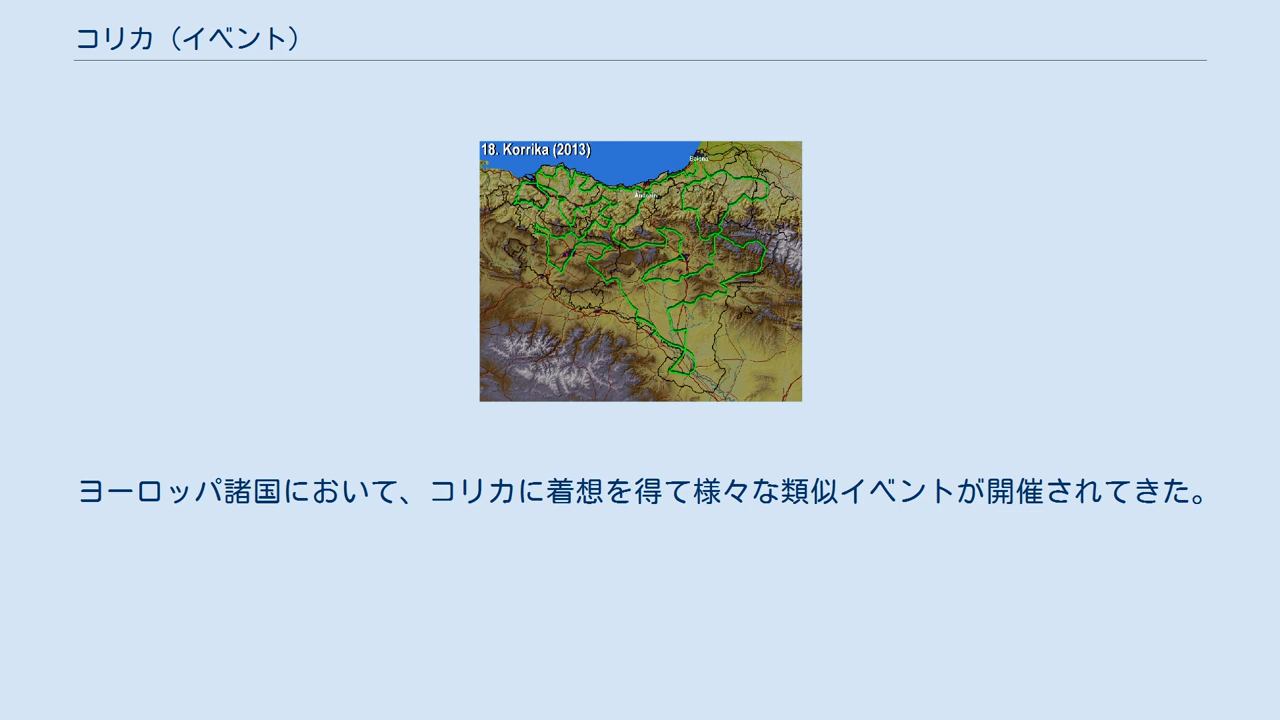 コリカ（イベント）
18. Korrika (2013)
Baiona
Andoain
ヨーロッパ諸国において、コリカに着想を得て様々な類似イベントが開催されてきた。